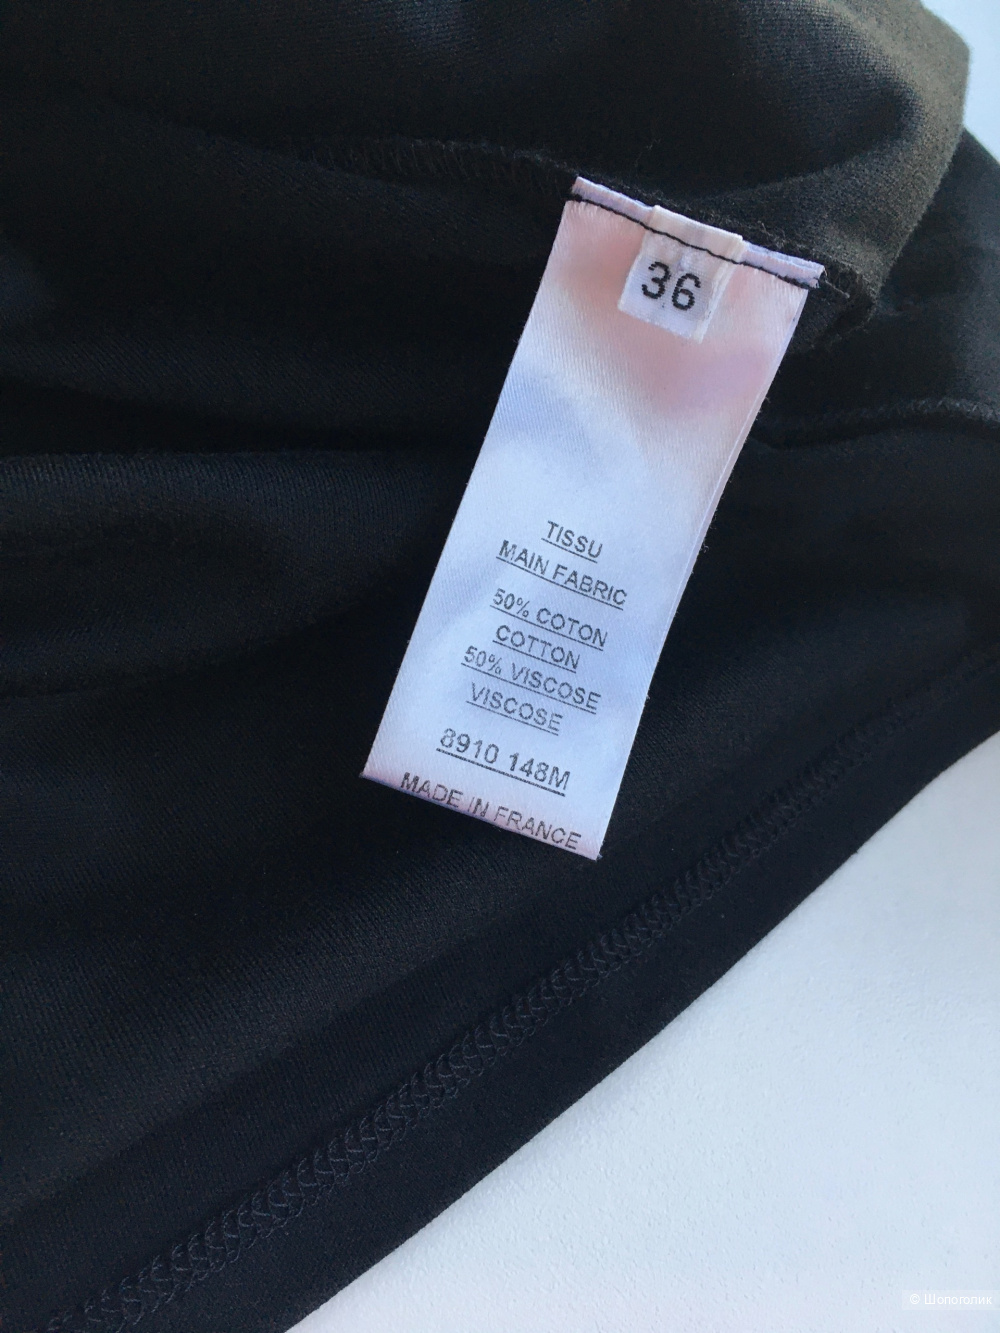 36
TISSU
MAIN FABRIC
50% COTON
COTTON
50% VISCOSE
VISCOSE
8910 148M
MADE IN FRANCE
© Шопоголик